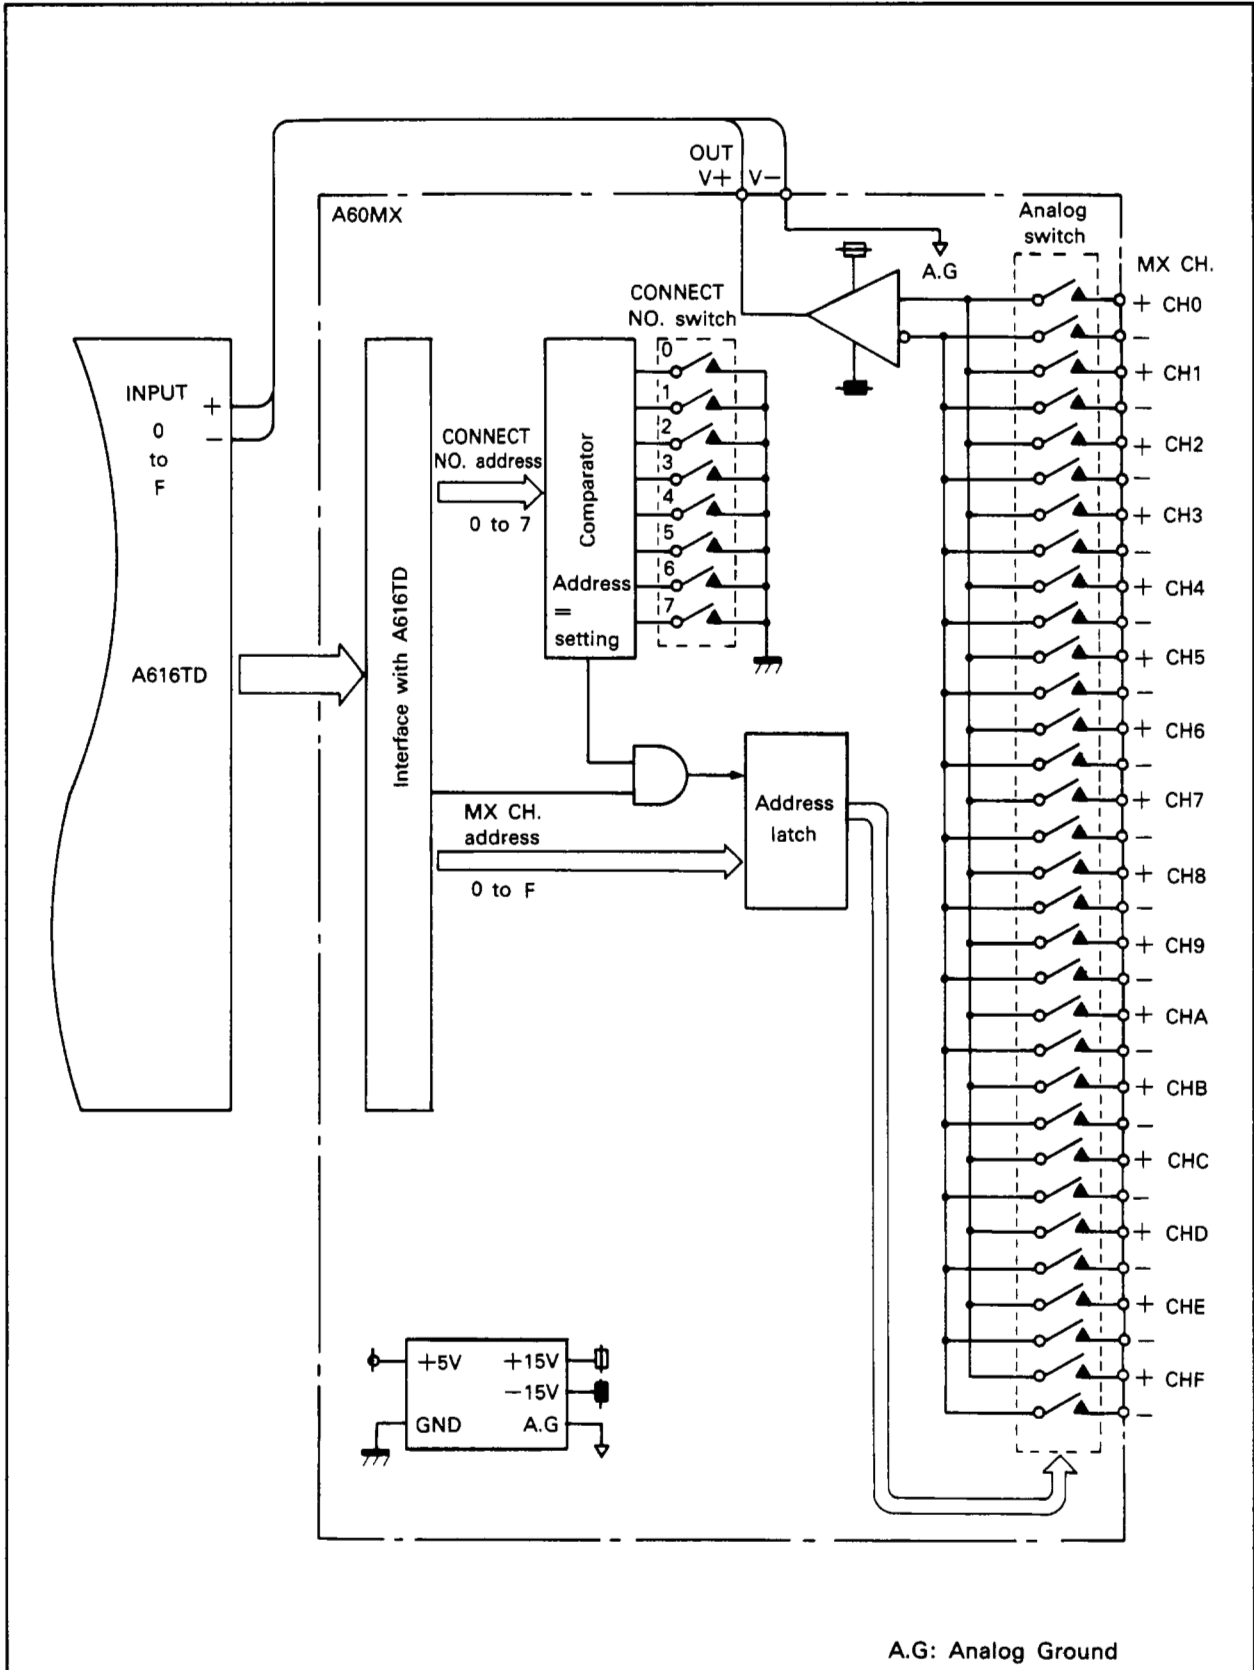 OUT
V+ V−
A60MX
Analog
switch
A.G
MX CH.
CONNECT
NO. switch
+ CH0
−
0
+ CH1
INPUT
+
−
0
to
F
1
−
CONNECT
NO. address
2
+ CH2
3
−
0 to 7
4
+ CH3
Comparator
5
−
Interface with A616TD
Address
=
setting
6
+ CH4
7
−
A616TD
+ CH5
−
+ CH6
−
MX CH.
address
Address
latch
+ CH7
−
0 to F
+ CH8
−
+ CH9
−
+ CHA
−
+ CHB
−
+ CHC
−
+ CHD
−
+ CHE
−
+5V +15V
+ CHF
−15V
−
GND A.G
A.G: Analog Ground